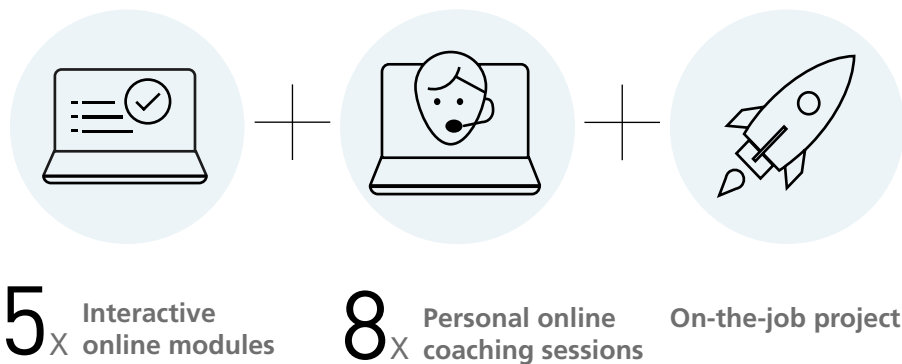 5x Interactive
online modules
8x Personal online
coaching sessions
On-the-job project